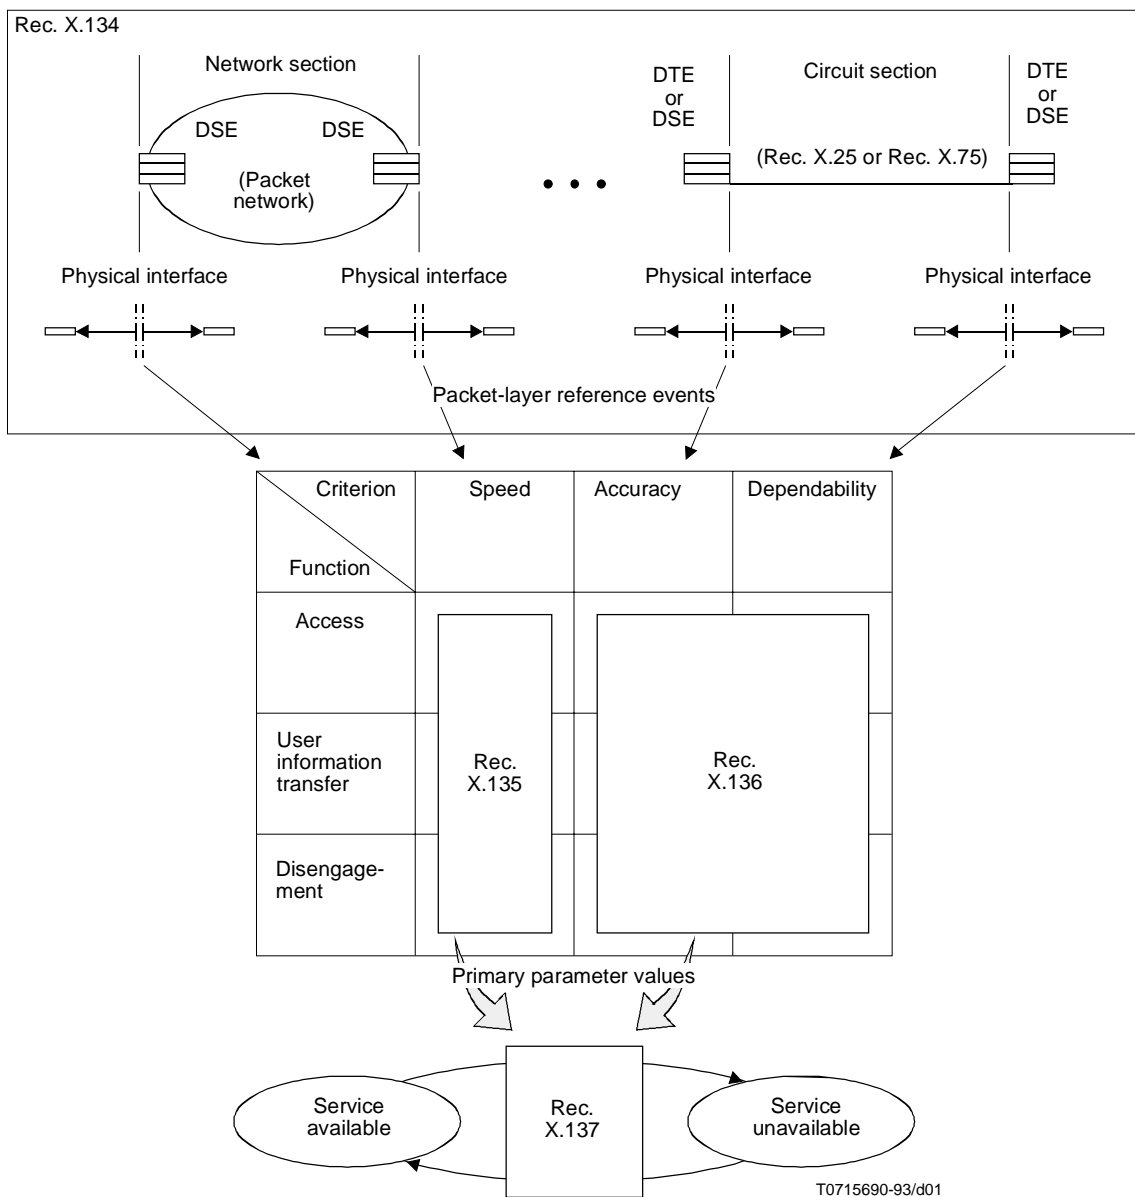 Rec. X.134
Network section
DTE
or
DSE
Circuit section
DTE
or
DSE
DSE
DSE
(Packet
network)
(Rec. X.25 or Rec. X.75)
Physical interface
Physical interface
Physical interface
Physical interface
Packet-layer reference events
Criterion
Function
Speed
Accuracy
Dependability
Access
User
information
transfer
Rec.
X.135
Rec.
X.136
Disengage-
ment
Primary parameter values
Service
available
Rec.
X.137
Service
unavailable
T0715690-93/d01